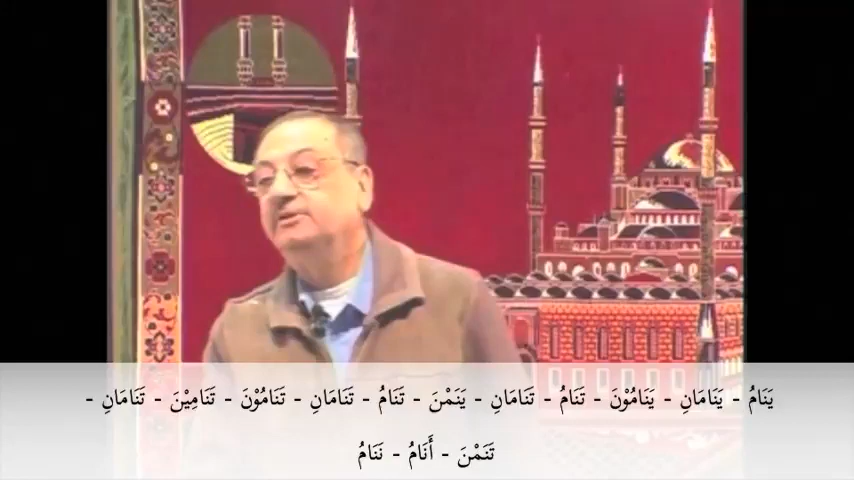 يَنَامُ - يَنَامَانِ - يَنَامُوْنَ - تَنَامُ - تَنَامَانِ - يَنَمْنَ - تَنَامُ - تَنَامَانِ - تَنَامُوْنَ - تَنَامِيْنَ - تَنَامَانِ -
تَنَمْنَ - أَنَامُ - نَنَامُ